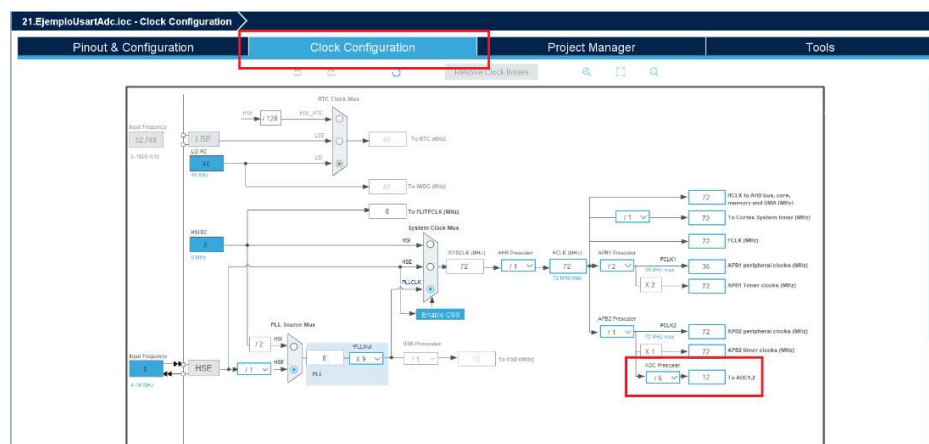 21.EjemploUsartAdc.ioc - Clock Configuration
Pinout & Configuration
Clock Configuration
Project Manager
Tools
Resolve Clock Issues
RTC Clock Mux
HSE
/ 128
HSE_RTC
Input Frequency
32.768
0-1000 KHz
LSE
LSE
40
To RTC (KHz)
LSI RC
40
40 KHz
LSI
40
To IWDG (KHz)
8
To FLITFCLK (MHz)
System Clock Mux
HSI RC
8
8 MHz
HSI
HSE
PLLCLK
SYSCLK (MHz)
72
AHB Prescaler
/ 1
HCLK (MHz)
72
72 MHz max
Enable CSS
72
HCLK to AHB bus, core,
memory and DMA (MHz)
/ 1
72
To Cortex System timer (MHz)
72
FCLK (MHz)
APB1 Prescaler
/ 2
PCLK1
36 MHz max
36
APB1 peripheral clocks (MHz)
X 2
72
APB1 Timer clocks (MHz)
APB2 Prescaler
/ 1
PCLK2
72 MHz max
72
APB2 peripheral clocks (MHz)
X 1
72
APB2 timer clocks (MHz)
ADC Prescaler
/ 6
12
To ADC1,2
PLL Source Mux
/ 2
HSI
HSE
8
*PLLMul
X 9
PLL
USB Prescaler
/ 1
72
To USB (MHz)
Input Frequency
8
4-16 MHz
HSE
/ 1